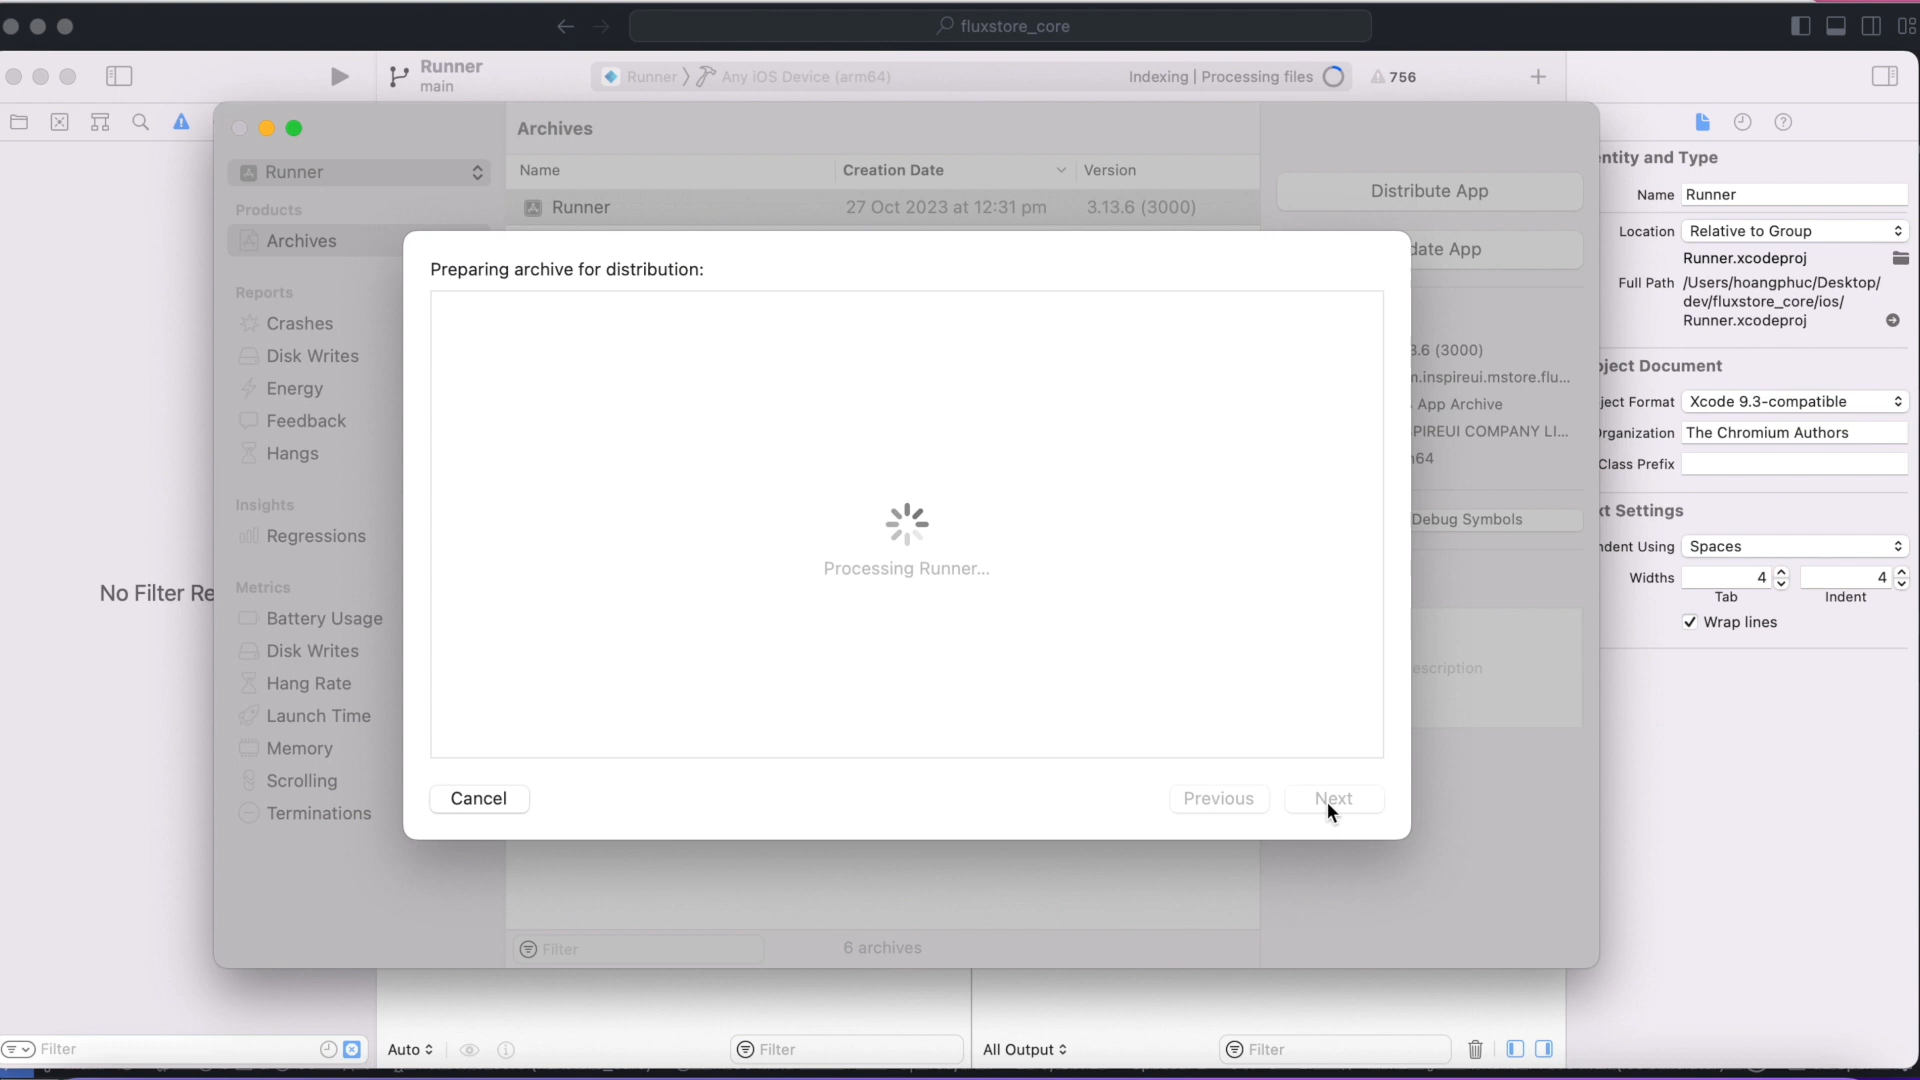 fluxstore_core
Runner
main
Runner
Any iOS Device (arm64)
Indexing | Processing files
756
Runner
Products
Archives
Reports
Crashes
Disk Writes
Energy
Feedback
Hangs
Insights
Regressions
Metrics
Battery Usage
Disk Writes
Hang Rate
Launch Time
Memory
Scrolling
Terminations
No Filter Re
Archives
Name
Creation Date
Version
Runner
27 Oct 2023 at 12:31 pm
3.13.6 (3000)
Preparing archive for distribution:
Processing Runner...
Cancel
Previous
Next
Distribute App
date App
3.6 (3000)
n.inspireui.mstore.flu...
App Archive
PIREUI COMPANY LI...
Debug Symbols
escription
Filter
6 archives
ntity and Type
Name Runner
Location Relative to Group
Runner.xcodeproj
Full Path /Users/hoangphuc/Desktop/
dev/fluxstore_core/ios/
Runner.xcodeproj
ject Document
ject Format Xcode 9.3-compatible
Organization The Chromium Authors
Class Prefix
xt Settings
ndent Using Spaces
Widths 4 4
Tab Indent
Wrap lines
Filter
Auto
Filter
All Output
Filter